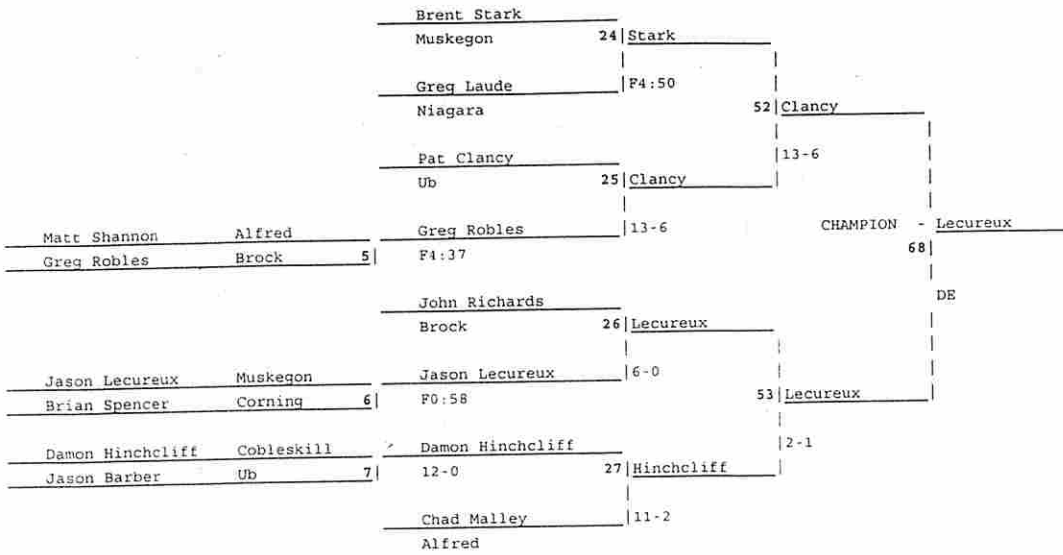 Brent Stark
Muskegon 24 Stark
Greg Laude F4:50
Niagara 52 Clancy
Pat Clancy 13-6
Ub 25 Clancy
Matt Shannon Alfred Greg Robles 13-6 CHAMPION - Lecureux
Greg Robles Brock 5 F4:37 68
John Richards DE
Brock 26 Lecureux
Jason Lecureux Muskegon Jason Lecureux 6-0
Brian Spencer Corning 6 F0:58 53 Lecureux
Damon Hinchcliff Cobleskill Damon Hinchcliff 2-1
Jason Barber Ub 7 12-0 27 Hinchcliff
Chad Malley 11-2
Alfred